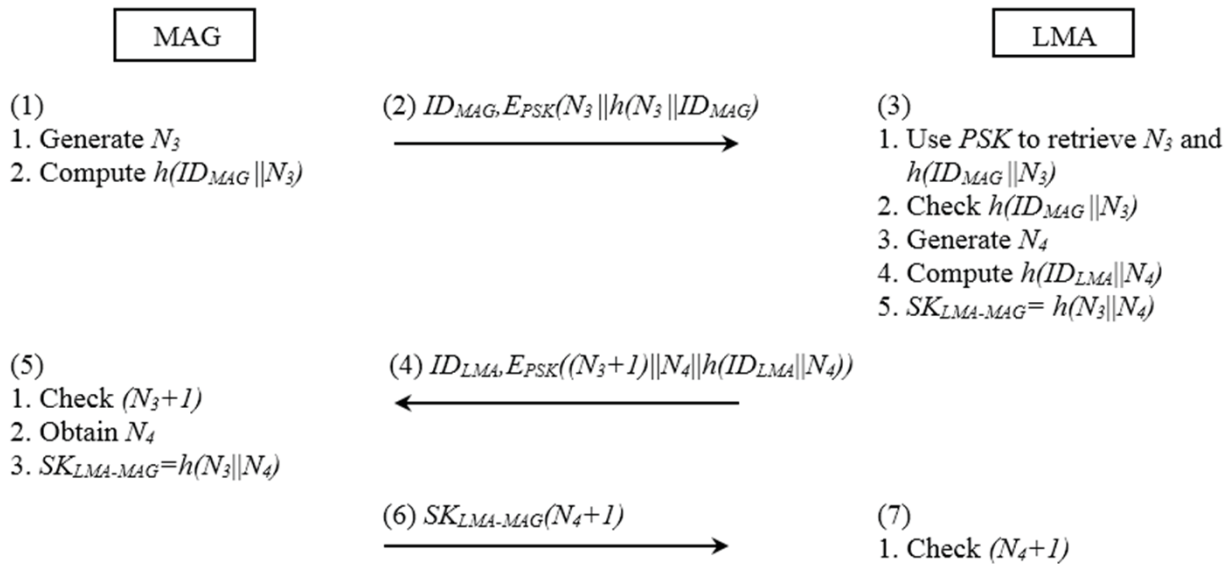 MAG
LMA
(1)
1. Generate N3
2. Compute h(IDMAG||N3)
(2) IDMAG,EPSK(N3||h(N3||IDMAG)
(3)
1. Use PSK to retrieve N3 and
h(IDMAG||N3)
2. Check h(IDMAG||N3)
3. Generate N4
4. Compute h(IDLMA||N4)
5. SKLMA-MAG= h(N3||N4)
(4) IDLMA,EPSK((N3+1)||N4||h(IDLMA||N4))
(5)
1. Check (N3+1)
2. Obtain N4
3. SKLMA-MAG=h(N3||N4)
(6) SKLMA-MAG(N4+1)
(7)
1. Check (N4+1)